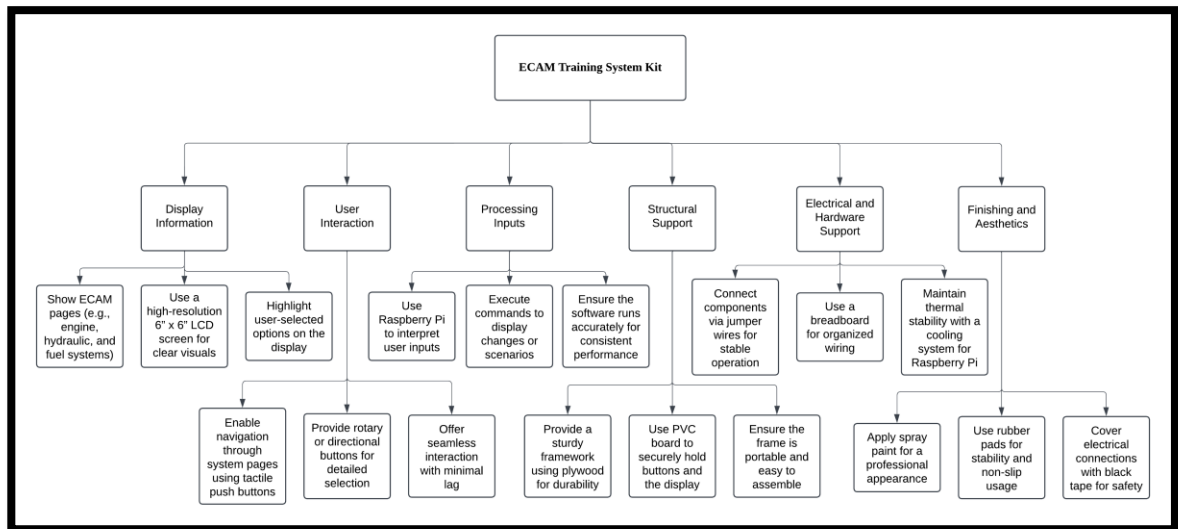 ECAM Training System Kit
Display
Information
User
Interaction
Processing
Inputs
Structural
Support
Electrical and
Hardware
Support
Finishing and
Aesthetics
Show ECAM
pages (e.g.,
engine,
hydraulic, and
fuel systems)
Use a
high-resolution
6” x 6” LCD
screen for
clear visuals
Highlight
user-selected
options on the
display
Use
Raspberry Pi
to interpret
user inputs
Execute
commands to
display
changes or
scenarios
Ensure the
software runs
accurately for
consistent
performance
Connect
components
via jumper
wires for
stable
operation
Use a
breadboard
for organized
wiring
Maintain
thermal
stability with a
cooling
system for
Raspberry Pi
Enable
navigation
through
system pages
using tactile
push buttons
Provide rotary
or directional
buttons for
detailed
selection
Offer
seamless
interaction
with minimal
lag
Provide a
sturdy
framework
using plywood
for durability
Use PVC
board to
securely hold
buttons and
the display
Ensure the
frame is
portable and
easy to
assemble
Apply spray
paint for a
professional
appearance
Use rubber
pads for
stability and
non-slip
usage
Cover
electrical
connections
with black
tape for safety